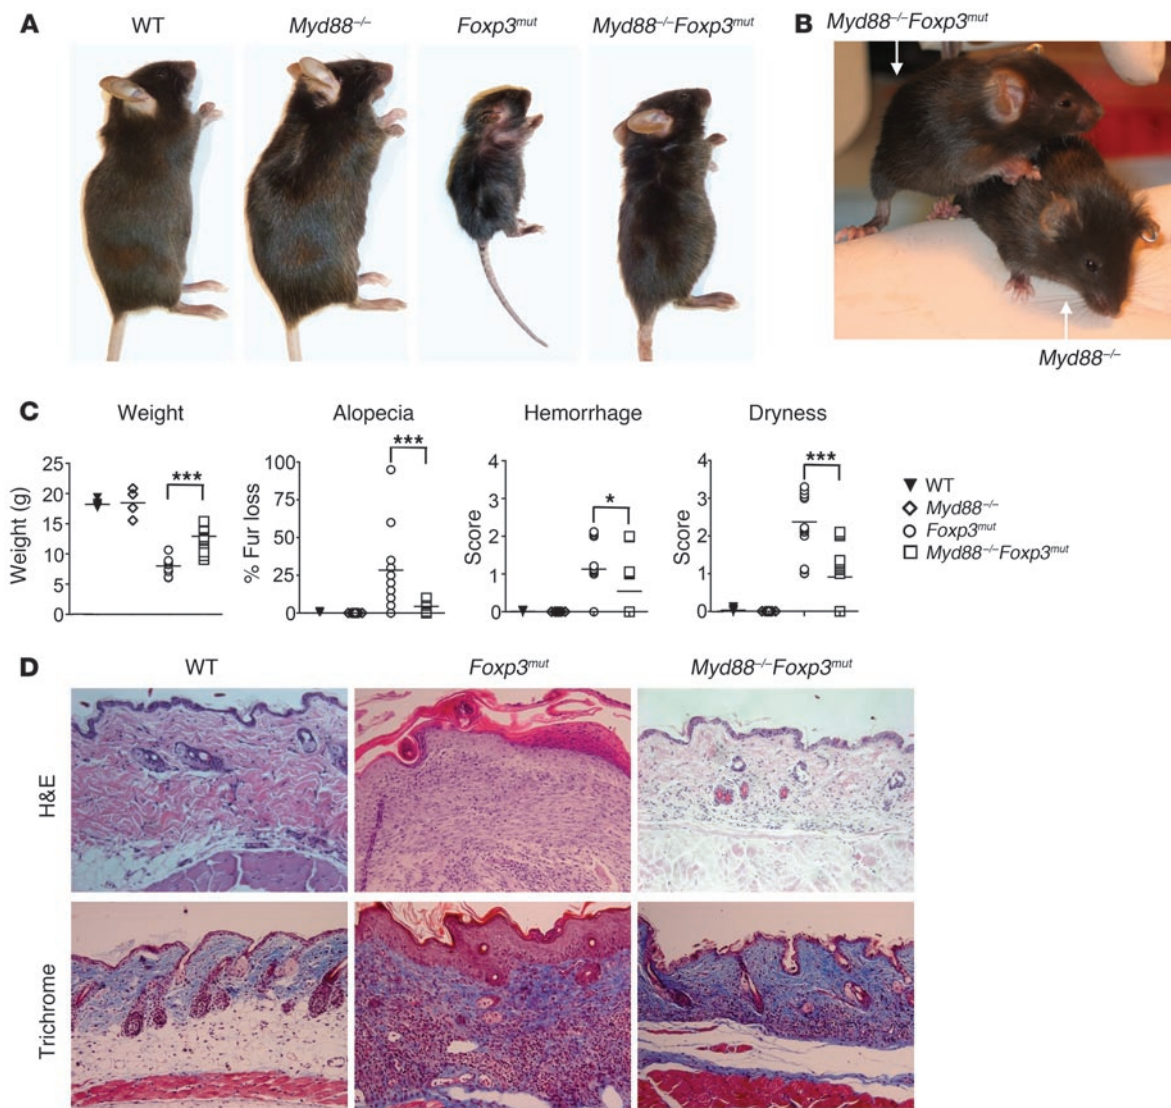 A WT Myd88⁻/⁻ Foxp3ᵐᵘᵗ Myd88⁻/⁻Foxp3ᵐᵘᵗ
B Myd88⁻/⁻Foxp3ᵐᵘᵗ
Myd88⁻/⁻
C Weight Alopecia Hemorrhage Dryness
Weight (g)
25
20
15
10
5
0
***
% Fur loss
100
75
50
25
0
***
Score
4
3
2
1
0
*
Score
4
3
2
1
0
***
WT
Myd88⁻/⁻
Foxp3ᵐᵘᵗ
Myd88⁻/⁻Foxp3ᵐᵘᵗ
D WT Foxp3ᵐᵘᵗ Myd88⁻/⁻Foxp3ᵐᵘᵗ
H&E
Trichrome